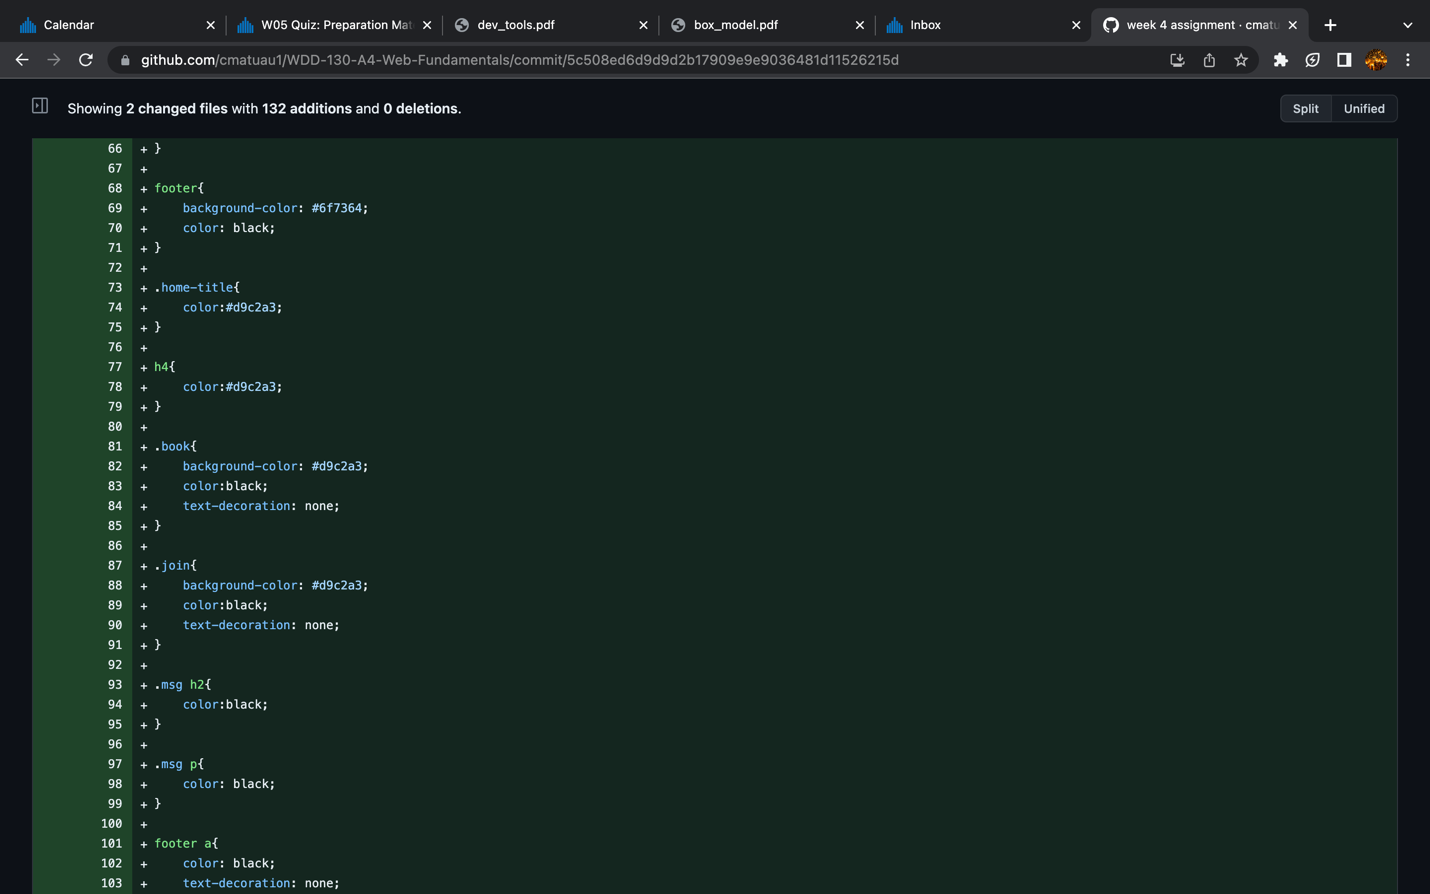 Calendar
W05 Quiz: Preparation Mat
dev_tools.pdf
box_model.pdf
Inbox
week 4 assignment · cmatu
github.com/cmatuau1/WDD-130-A4-Web-Fundamentals/commit/5c508ed6d9d9d2b17909e9e9036481d11526215d
Showing 2 changed files with 132 additions and 0 deletions.
Split Unified
66 + }
67 +
68 + footer{
69 + background-color: #6f7364;
70 + color: black;
71 + }
72 +
73 + .home-title{
74 + color:#d9c2a3;
75 + }
76 +
77 + h4{
78 + color:#d9c2a3;
79 + }
80 +
81 + .book{
82 + background-color: #d9c2a3;
83 + color:black;
84 + text-decoration: none;
85 + }
86 +
87 + .join{
88 + background-color: #d9c2a3;
89 + color:black;
90 + text-decoration: none;
91 + }
92 +
93 + .msg h2{
94 + color:black;
95 + }
96 +
97 + .msg p{
98 + color: black;
99 + }
100 +
101 + footer a{
102 + color: black;
103 + text-decoration: none;